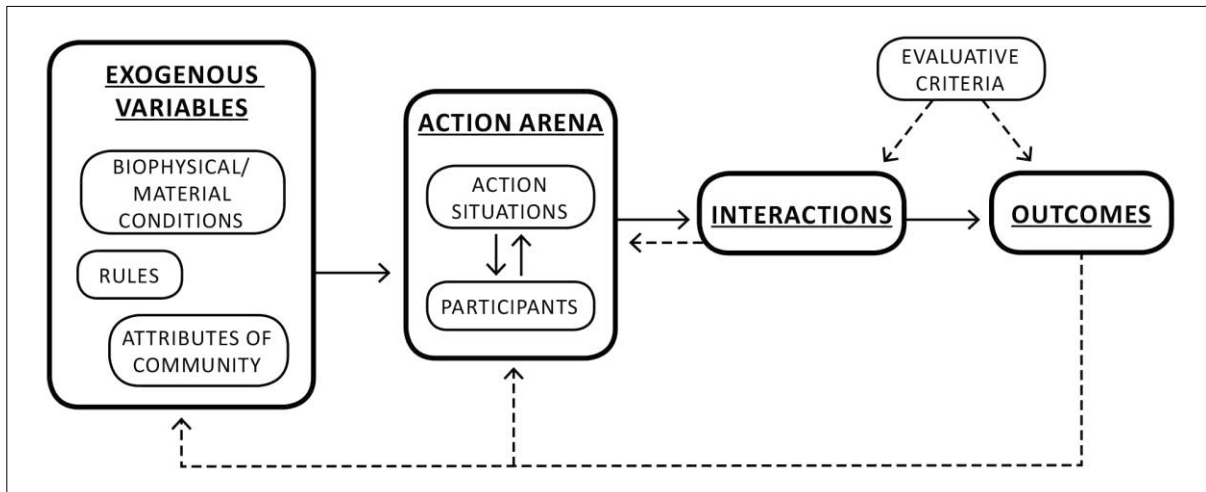 EXOGENOUS
VARIABLES
BIOPHYSICAL/
MATERIAL
CONDITIONS
RULES
ATTRIBUTES OF
COMMUNITY
ACTION ARENA
ACTION
SITUATIONS
PARTICIPANTS
EVALUATIVE
CRITERIA
INTERACTIONS
OUTCOMES